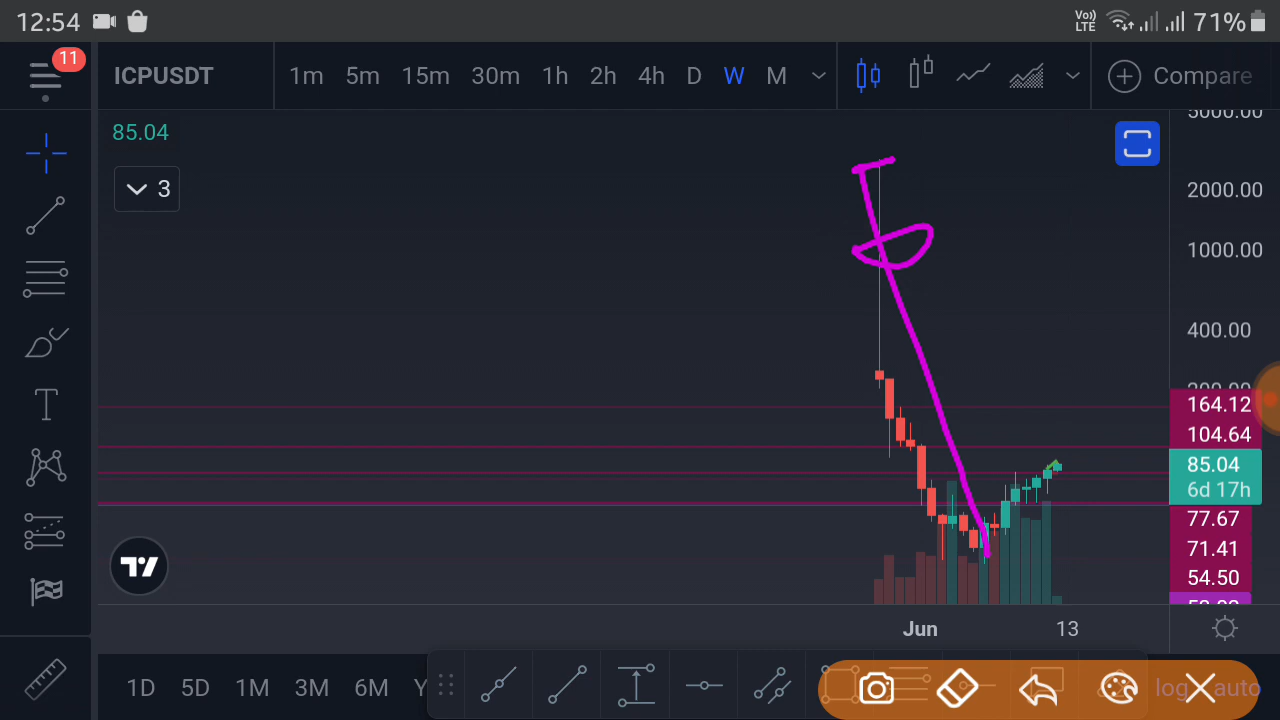 12:54
Vo))
LTE
71%
11
ICPUSDT
1m 5m 15m 30m 1h 2h 4h D W M
Compare
85.04
3
5000.00
2000.00
1000.00
400.00
164.12
104.64
85.04
6d 17h
77.67
71.41
54.50
Jun
13
1D 5D 1M 3M 6M Y
log auto